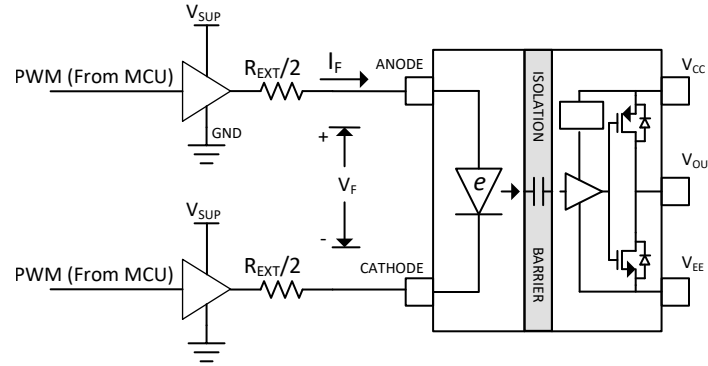 V_SUP
PWM (From MCU)
R_EXT/2
I_F
ANODE
GND
+
V_F
-
V_SUP
PWM (From MCU)
R_EXT/2
CATHODE
e
ISOLATION
BARRIER
V_CC
V_OU
V_EE